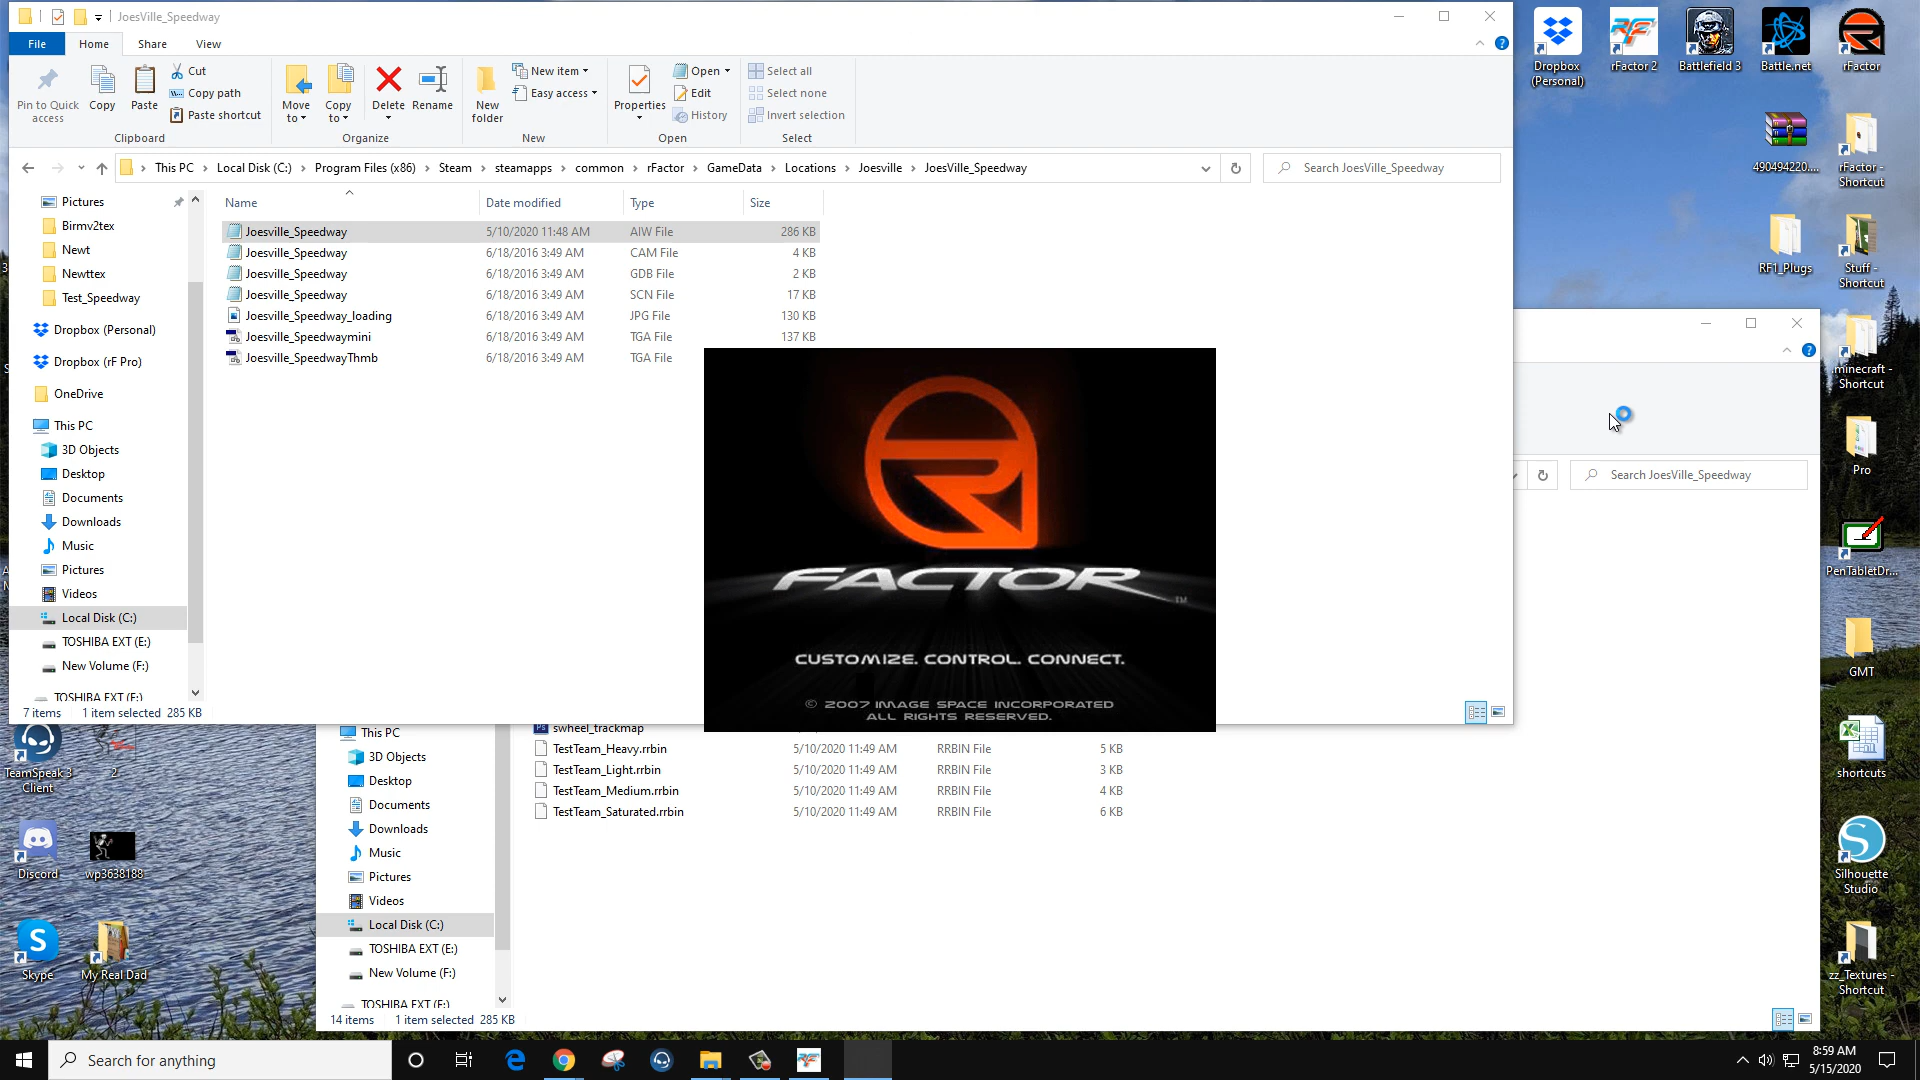 JoesVille_Speedway
File
Home
Share
View
Pin to Quick
access
Copy
Paste
Cut
Copy path
Paste shortcut
Clipboard
Move
to
Copy
to
Delete
Rename
Organize
New
folder
New item
Easy access
New
Properties
Open
Edit
History
Open
Select all
Select none
Invert selection
Select
This PC
Local Disk (C:)
Program Files (x86)
Steam
steamapps
common
rFactor
GameData
Locations
Joesville
JoesVille_Speedway
Search JoesVille_Speedway
Name
Date modified
Type
Size
Joesville_Speedway 5/10/2020 11:48 AM AIW File 286 KB
Joesville_Speedway 6/18/2016 3:49 AM CAM File 4 KB
Joesville_Speedway 6/18/2016 3:49 AM GDB File 2 KB
Joesville_Speedway 6/18/2016 3:49 AM SCN File 17 KB
Joesville_Speedway_loading 6/18/2016 3:49 AM JPG File 130 KB
Joesville_Speedwaymini 6/18/2016 3:49 AM TGA File 137 KB
Joesville_SpeedwayThmb 6/18/2016 3:49 AM TGA File
Pictures
Birmv2tex
Newt
Newttex
Test_Speedway
Dropbox (Personal)
Dropbox (rF Pro)
OneDrive
This PC
3D Objects
Desktop
Documents
Downloads
Music
Pictures
Videos
Local Disk (C:)
TOSHIBA EXT (E:)
New Volume (F:)
TOSHIBA EXT (E:)
7 items 1 item selected 285 KB
FACTOR
TM
CUSTOMIZE. CONTROL. CONNECT.
© 2007 IMAGE SPACE INCORPORATED
ALL RIGHTS RESERVED.
Search JoesVille_Speedway
This PC
3D Objects
Desktop
Documents
Downloads
Music
Pictures
Videos
Local Disk (C:)
TOSHIBA EXT (E:)
New Volume (F:)
TOSHIBA EXT (E:)
swheel_trackmap
TestTeam_Heavy.rrbin 5/10/2020 11:49 AM RRBIN File 5 KB
TestTeam_Light.rrbin 5/10/2020 11:49 AM RRBIN File 3 KB
TestTeam_Medium.rrbin 5/10/2020 11:49 AM RRBIN File 4 KB
TestTeam_Saturated.rrbin 5/10/2020 11:49 AM RRBIN File 6 KB
14 items 1 item selected 285 KB
Dropbox
(Personal)
rFactor 2
Battlefield 3
Battle.net
rFactor
490494220....
rFactor -
Shortcut
RF1_Plugs
Stuff -
Shortcut
.minecraft -
Shortcut
Pro
PenTabletDr...
GMT
shortcuts
Silhouette
Studio
zz_Textures -
Shortcut
TeamSpeak 3
Client
2
Discord
wp3638188
Skype
My Real Dad
Search for anything
8:59 AM
5/15/2020